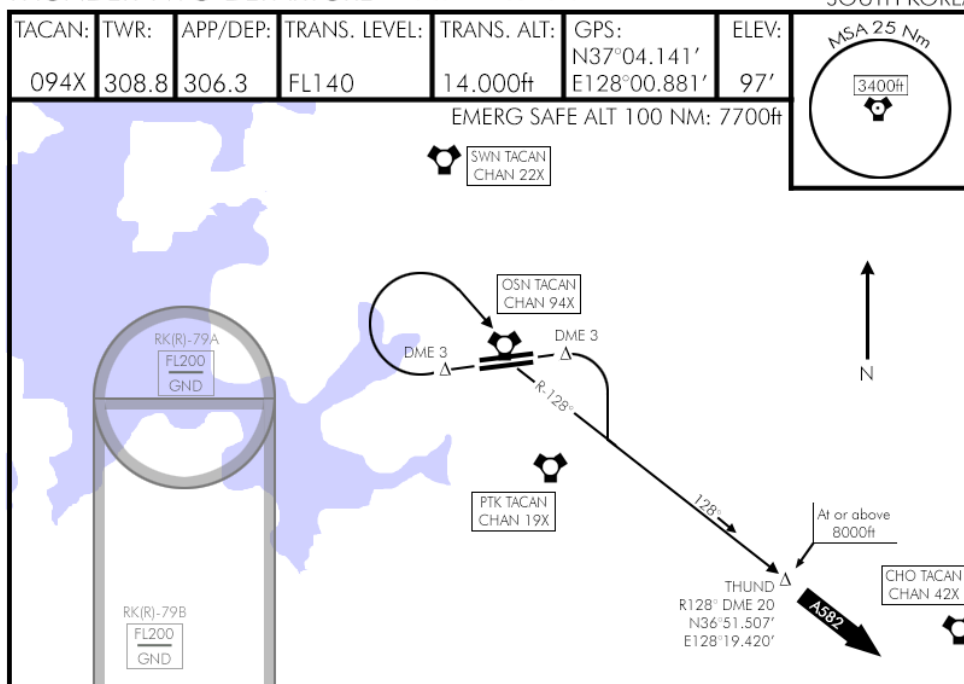 TACAN: TWR: APP/DEP: TRANS. LEVEL: TRANS. ALT: GPS: ELEV:
N37°04.141'
094X 308.8 306.3 FL140 14.000ft E128°00.881' 97'
MSA 25 Nm
3400ft
EMERG SAFE ALT 100 NM: 7700ft
SWN TACAN
CHAN 22X
OSN TACAN
CHAN 94X
RK(R)-79A
FL200
GND
DME 3
DME 3
N
R-128°
PTK TACAN
CHAN 19X
128°
At or above
8000ft
THUND
R128° DME 20
N36°51.507'
E128°19.420'
CHO TACAN
CHAN 42X
A582
RK(R)-79B
FL200
GND